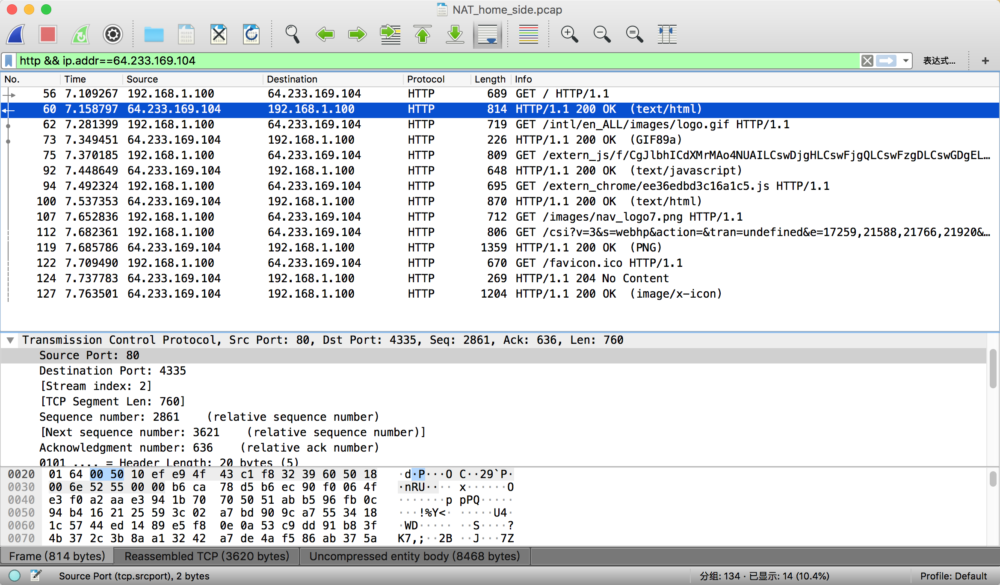 NAT_home_side.pcap
http && ip.addr==64.233.169.104 表达式… +
No. Time Source Destination Protocol Length Info
56 7.109267 192.168.1.100 64.233.169.104 HTTP 689 GET / HTTP/1.1
60 7.158797 64.233.169.104 192.168.1.100 HTTP 814 HTTP/1.1 200 OK (text/html)
62 7.281399 192.168.1.100 64.233.169.104 HTTP 719 GET /intl/en_ALL/images/logo.gif HTTP/1.1
73 7.349451 64.233.169.104 192.168.1.100 HTTP 226 HTTP/1.1 200 OK (GIF89a)
75 7.370185 192.168.1.100 64.233.169.104 HTTP 809 GET /extern_js/f/CgJlbhICdXMrMAo4NUAILCswDjgHLCswFjgQLCswFzgDLCswGDgEL…
92 7.448649 64.233.169.104 192.168.1.100 HTTP 648 HTTP/1.1 200 OK (text/javascript)
94 7.492324 192.168.1.100 64.233.169.104 HTTP 695 GET /extern_chrome/ee36edbd3c16a1c5.js HTTP/1.1
100 7.537353 64.233.169.104 192.168.1.100 HTTP 870 HTTP/1.1 200 OK (text/html)
107 7.652836 192.168.1.100 64.233.169.104 HTTP 712 GET /images/nav_logo7.png HTTP/1.1
112 7.682361 192.168.1.100 64.233.169.104 HTTP 806 GET /csi?v=3&s=webhp&action=&tran=undefined&e=17259,21588,21766,21920&…
119 7.685786 64.233.169.104 192.168.1.100 HTTP 1359 HTTP/1.1 200 OK (PNG)
122 7.709490 192.168.1.100 64.233.169.104 HTTP 670 GET /favicon.ico HTTP/1.1
124 7.737783 64.233.169.104 192.168.1.100 HTTP 269 HTTP/1.1 204 No Content
127 7.763501 64.233.169.104 192.168.1.100 HTTP 1204 HTTP/1.1 200 OK (image/x-icon)
Transmission Control Protocol, Src Port: 80, Dst Port: 4335, Seq: 2861, Ack: 636, Len: 760
Source Port: 80
Destination Port: 4335
[Stream index: 2]
[TCP Segment Len: 760]
Sequence number: 2861 (relative sequence number)
[Next sequence number: 3621 (relative sequence number)]
Acknowledgment number: 636 (relative ack number)
0101 .... = Header Length: 20 bytes (5)
0020 01 64 00 50 10 ef e9 4f 43 c1 f8 32 39 60 50 18 ·d·P···O C··29`P·
0030 00 6e 52 55 00 00 b6 ca 78 d5 b6 ec 90 f0 06 4f ·nRU···· x······O
0040 e3 f0 a2 aa e3 94 1b 70 70 50 51 ab b5 96 fb 0c ·······p pPQ·····
0050 94 b4 16 21 25 59 3c 02 a7 bd 90 9c a7 55 34 18 ···!%Y<· ·····U4·
0060 1c 57 44 ed 14 89 e5 f8 0e 0a 53 c9 dd 91 b8 3f ·WD····· ··S····?
0070 4b 37 2c 3b 8a a1 32 42 a7 de 4a f5 86 ab 37 5a K7,;··2B ··J···7Z
Frame (814 bytes) Reassembled TCP (3620 bytes) Uncompressed entity body (8468 bytes)
Source Port (tcp.srcport), 2 bytes 分组: 134 · 已显示: 14 (10.4%) Profile: Default